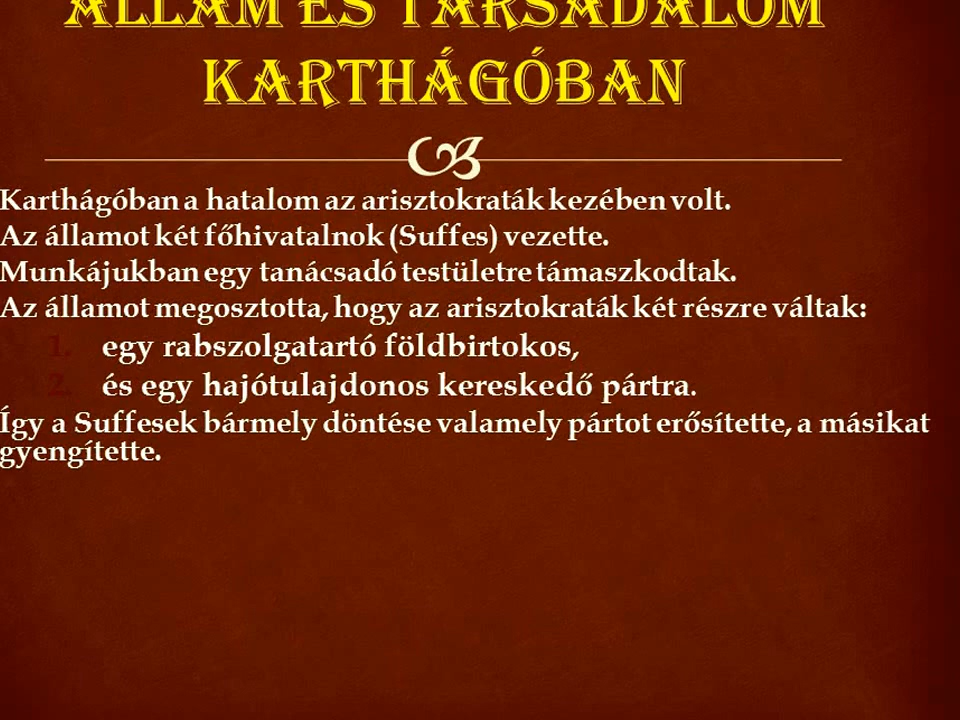 ÁLLAM ÉS TÁRSADALOM
KARTHÁGÓBAN
Karthágóban a hatalom az arisztokraták kezében volt.
Az államot két főhivatalnok (Suffes) vezette.
Munkájukban egy tanácsadó testületre támaszkodtak.
Az államot megosztotta, hogy az arisztokraták két részre váltak:
1. egy rabszolgatartó földbirtokos,
2. és egy hajótulajdonos kereskedő pártra.
Így a Suffesek bármely döntése valamely pártot erősítette, a másikat
gyengítette.